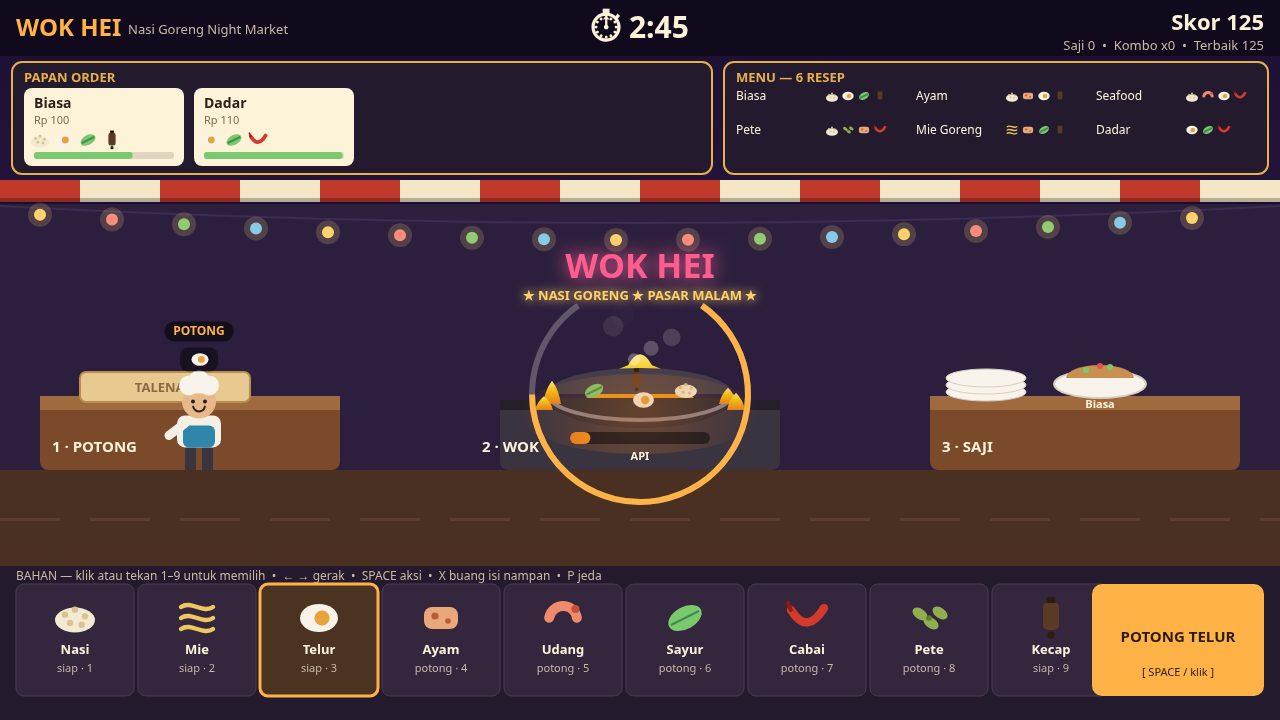 WOK HEI Nasi Goreng Night Market
2:45
Skor 125
Saji 0 • Kombo x0 • Terbaik 125
PAPAN ORDER
Biasa
Rp 100
Dadar
Rp 110
MENU — 6 RESEP
Biasa
Ayam
Seafood
Pete
Mie Goreng
Dadar
WOK HEI
★ NASI GORENG ★ PASAR MALAM ★
POTONG
TALENA
Biasa
1 · POTONG
2 · WOK
API
3 · SAJI
BAHAN — klik atau tekan 1–9 untuk memilih • ← → gerak • SPACE aksi • X buang isi nampan • P jeda
Nasi
siap · 1
Mie
siap · 2
Telur
siap · 3
Ayam
potong · 4
Udang
potong · 5
Sayur
potong · 6
Cabai
potong · 7
Pete
potong · 8
Kecap
siap · 9
POTONG TELUR
[ SPACE / klik ]